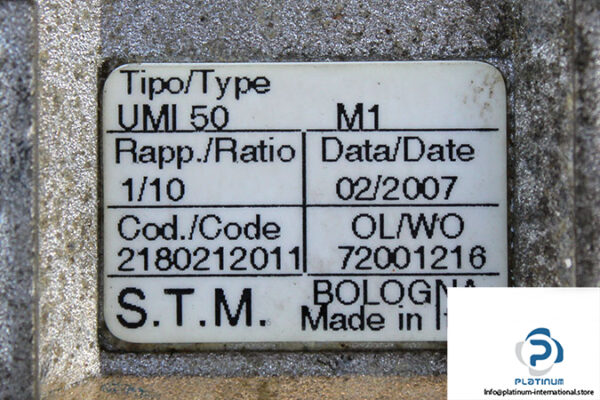 Tipo/Type
UMI 50 M1
Rapp./Ratio Data/Date
1/10 02/2007
Cod./Code OL/WO
2180212011 72001216
S.T.M. BOLOGNA
Made in
PLATINUM
Info@platinum-international.store